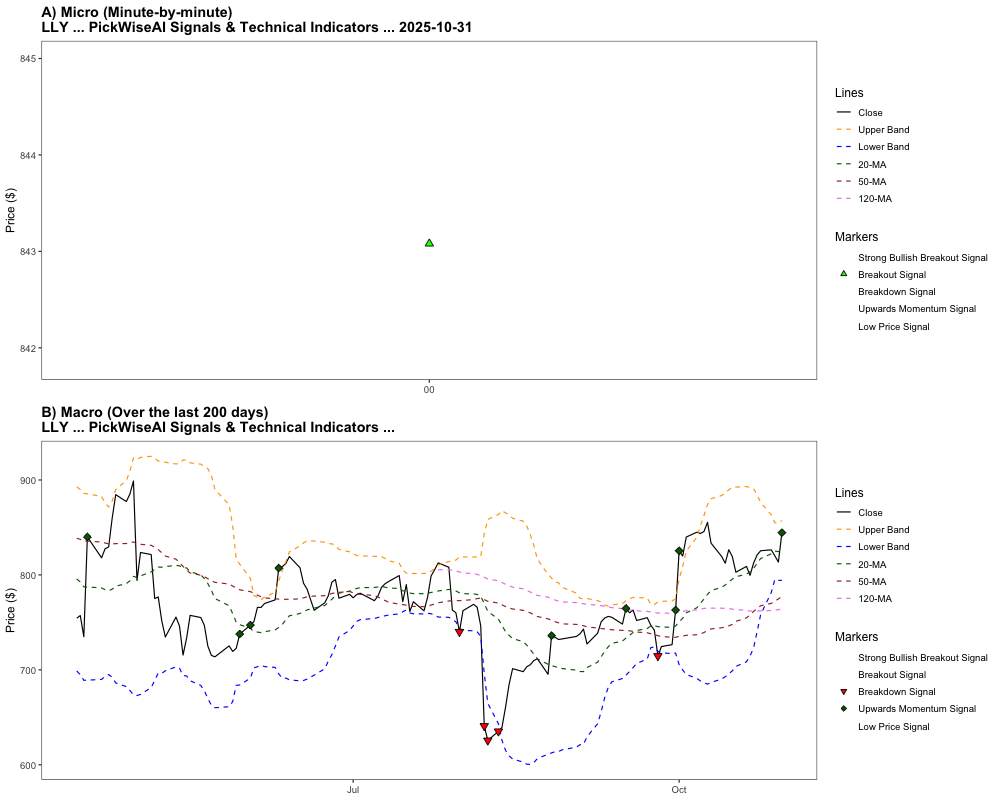 A) Micro (Minute-by-minute)
LLY ... PickWiseAI Signals & Technical Indicators ... 2025-10-31
845
844
843
842
Price ($)
00
Lines
Close
Upper Band
Lower Band
20-MA
50-MA
120-MA
Markers
Strong Bullish Breakout Signal
Breakout Signal
Breakdown Signal
Upwards Momentum Signal
Low Price Signal
B) Macro (Over the last 200 days)
LLY ... PickWiseAI Signals & Technical Indicators ...
900
800
700
600
Price ($)
Jul
Oct
Lines
Close
Upper Band
Lower Band
20-MA
50-MA
120-MA
Markers
Strong Bullish Breakout Signal
Breakout Signal
Breakdown Signal
Upwards Momentum Signal
Low Price Signal